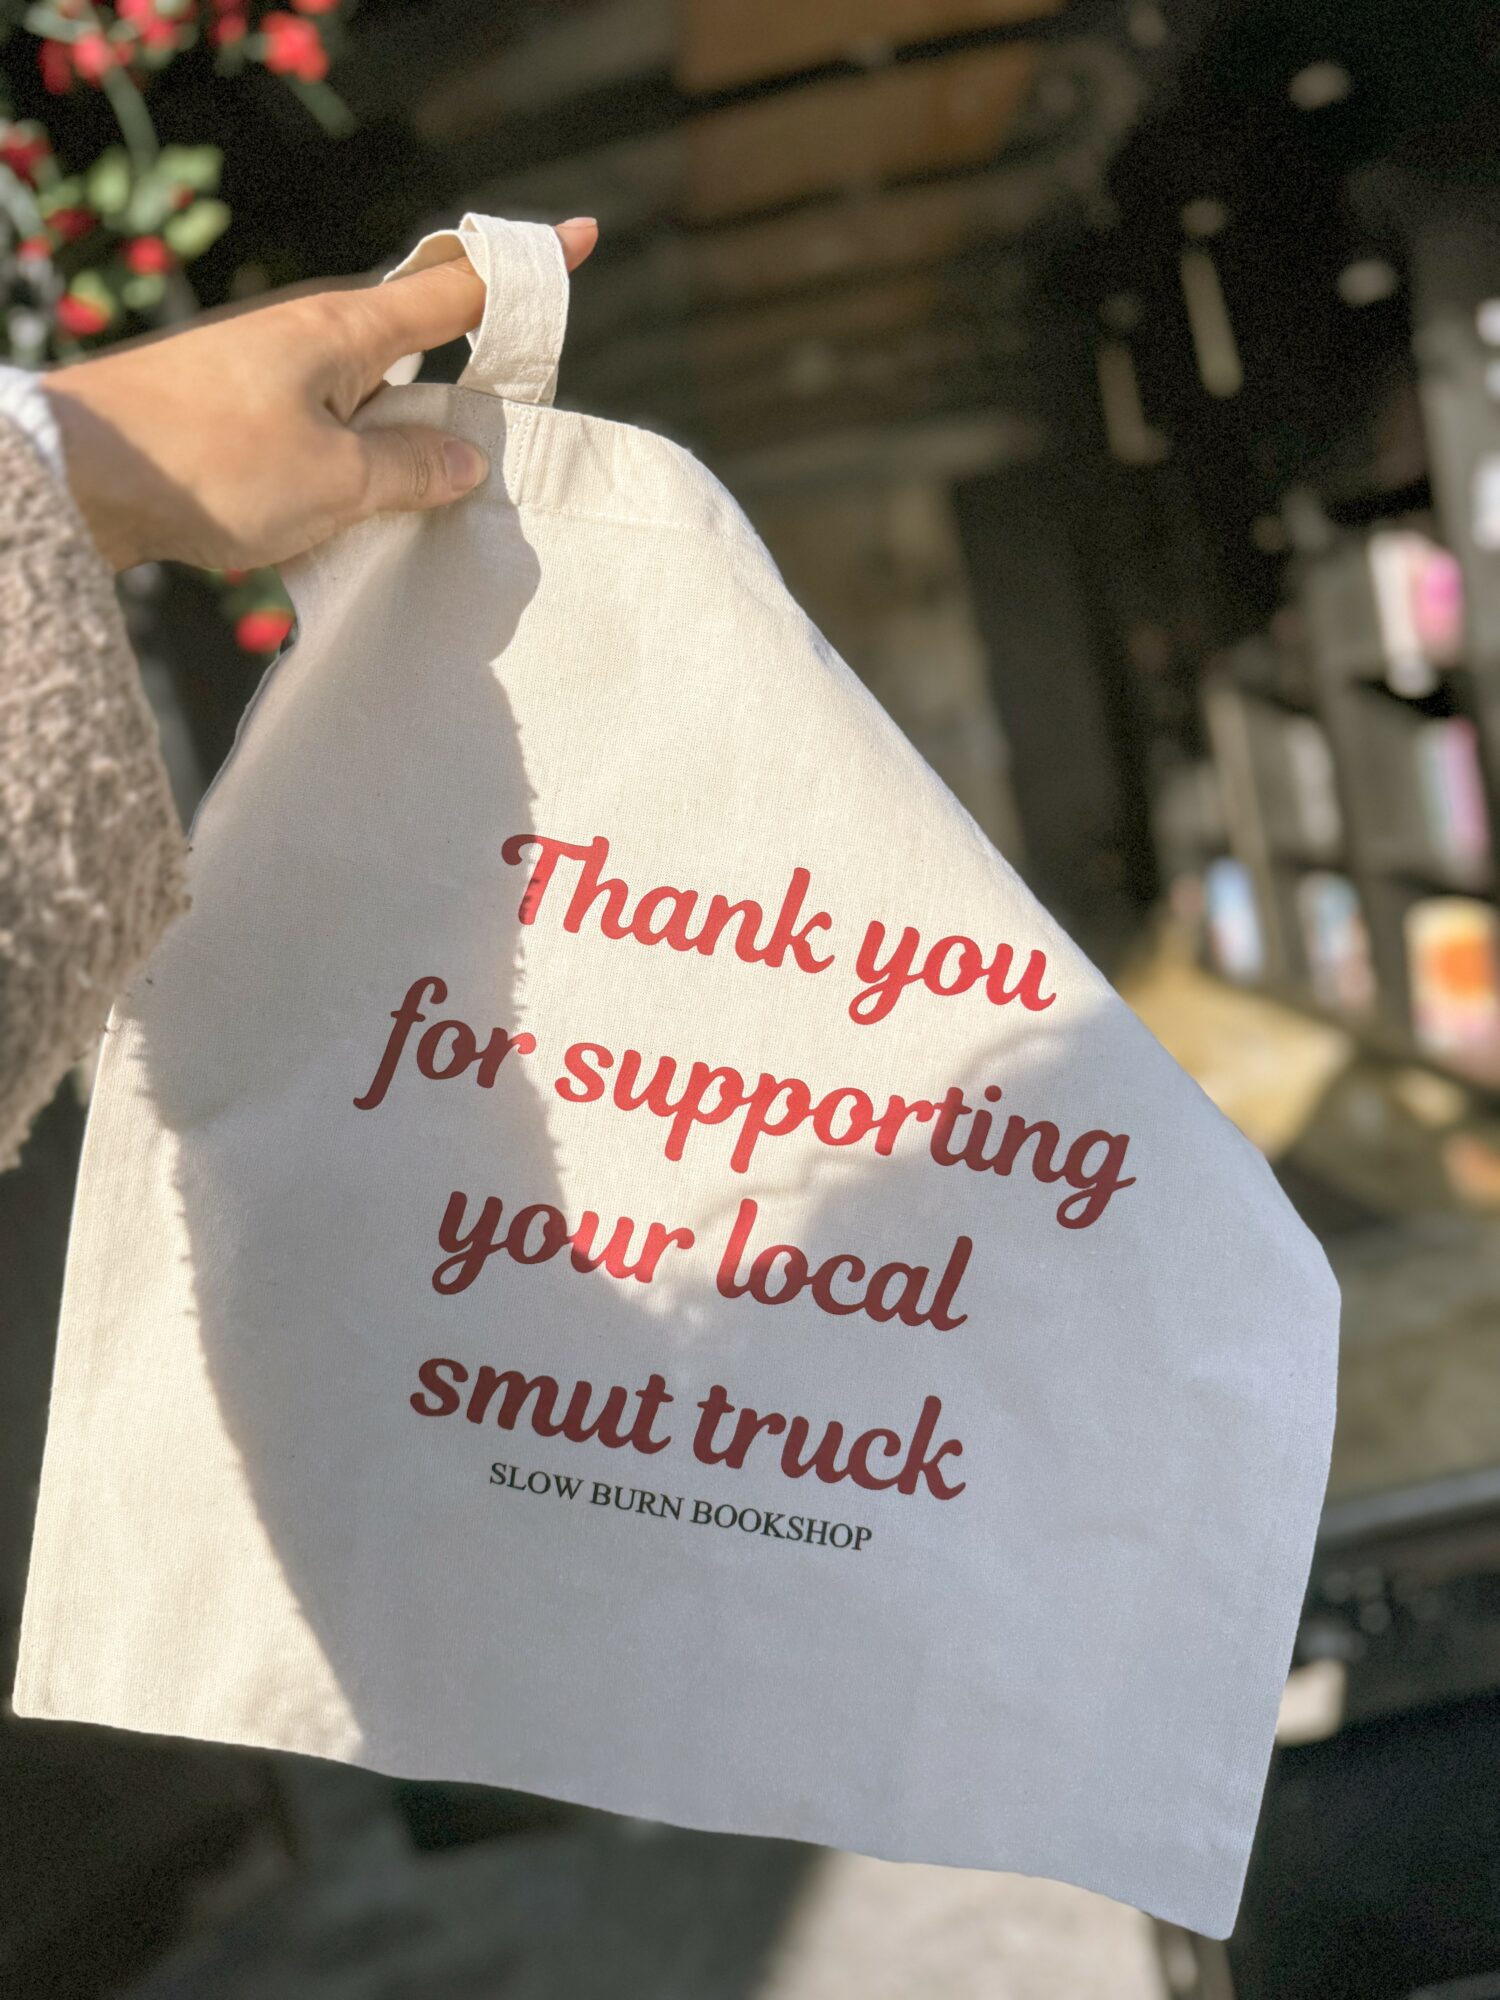 Thank you
for supporting
your local
smut truck
SLOW BURN BOOKSHOP